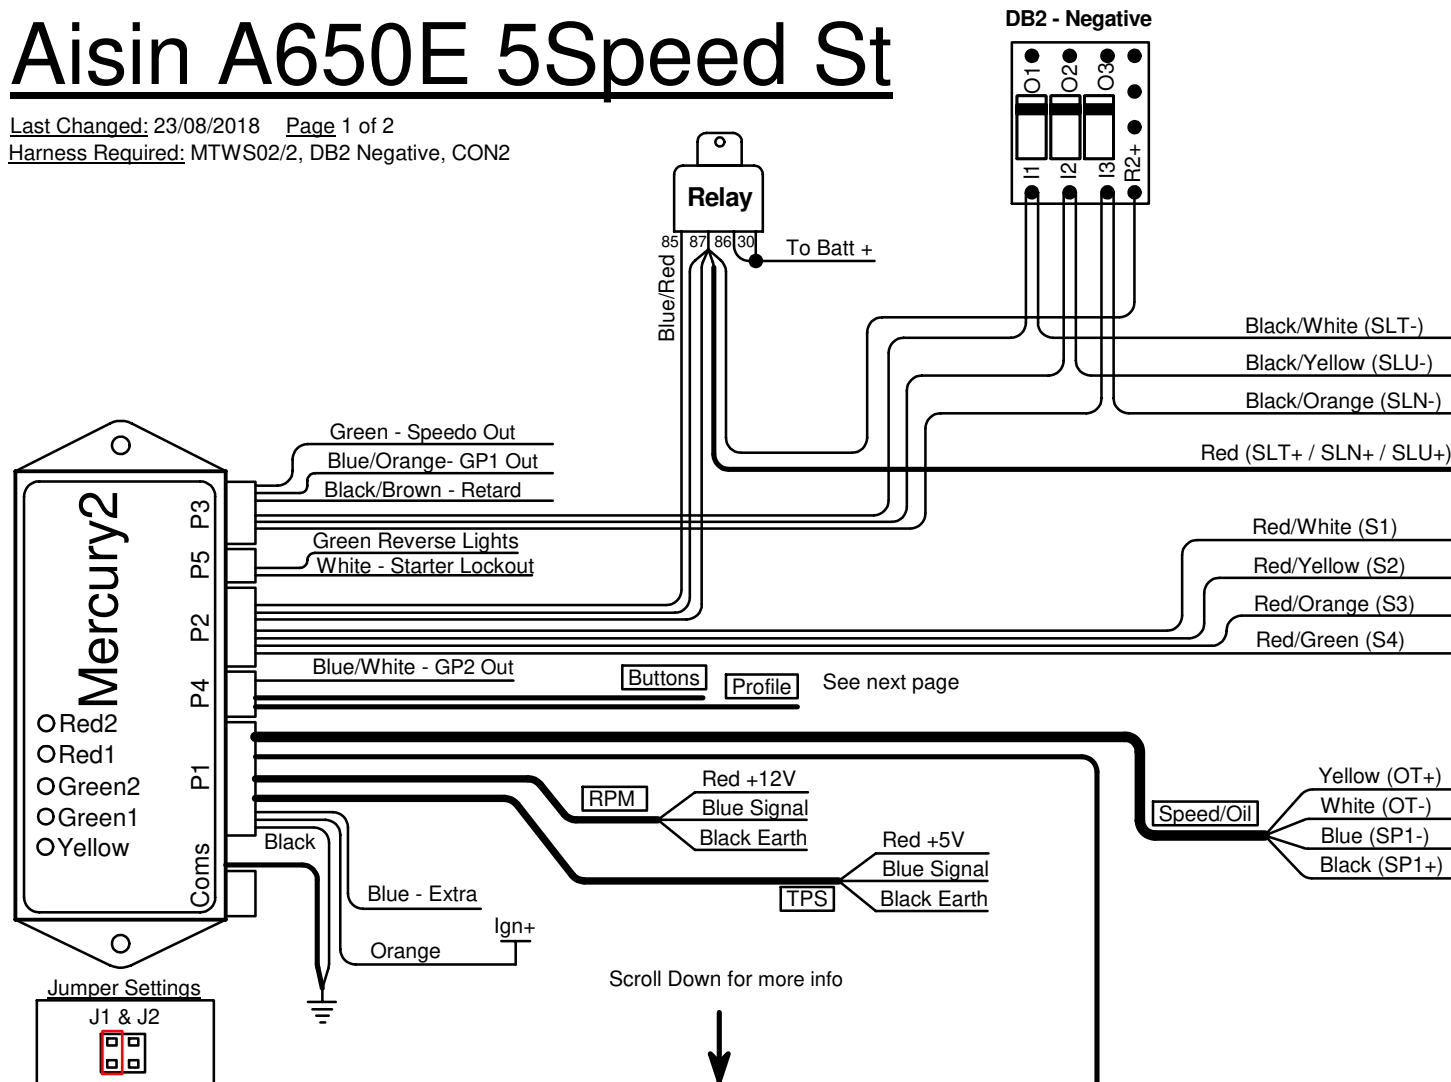 Aisin A650E 5Speed St
Last Changed: 23/08/2018 Page 1 of 2
Harness Required: MTWS02/2, DB2 Negative, CON2
DB2 - Negative
O1 O2 O3
I1 I2 I3 R2+
Relay
85 87 86 30
To Batt +
Blue/Red
Black/White (SLT-)
Black/Yellow (SLU-)
Black/Orange (SLN-)
Red (SLT+ / SLN+ / SLU+)
Green - Speedo Out
Blue/Orange- GP1 Out
Black/Brown - Retard
Green Reverse Lights
White - Starter Lockout
Red/White (S1)
Red/Yellow (S2)
Red/Orange (S3)
Red/Green (S4)
Blue/White - GP2 Out
Buttons
Profile
See next page
Mercury2
P3
P5
P2
P4
P1
Coms
Red2
Red1
Green2
Green1
Yellow
RPM
Red +12V
Blue Signal
Black Earth
TPS
Red +5V
Blue Signal
Black Earth
Speed/Oil
Yellow (OT+)
White (OT-)
Blue (SP1-)
Black (SP1+)
Black
Blue - Extra
Orange
Ign+
Scroll Down for more info
Jumper Settings
J1 & J2